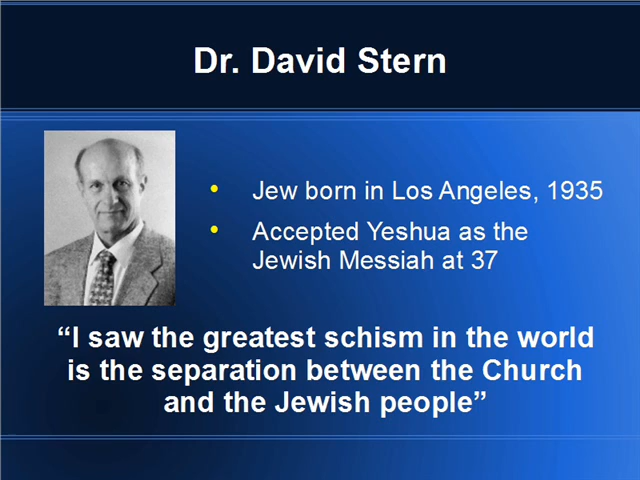 Dr. David Stern
• Jew born in Los Angeles, 1935
• Accepted Yeshua as the
Jewish Messiah at 37
“I saw the greatest schism in the world
is the separation between the Church
and the Jewish people”